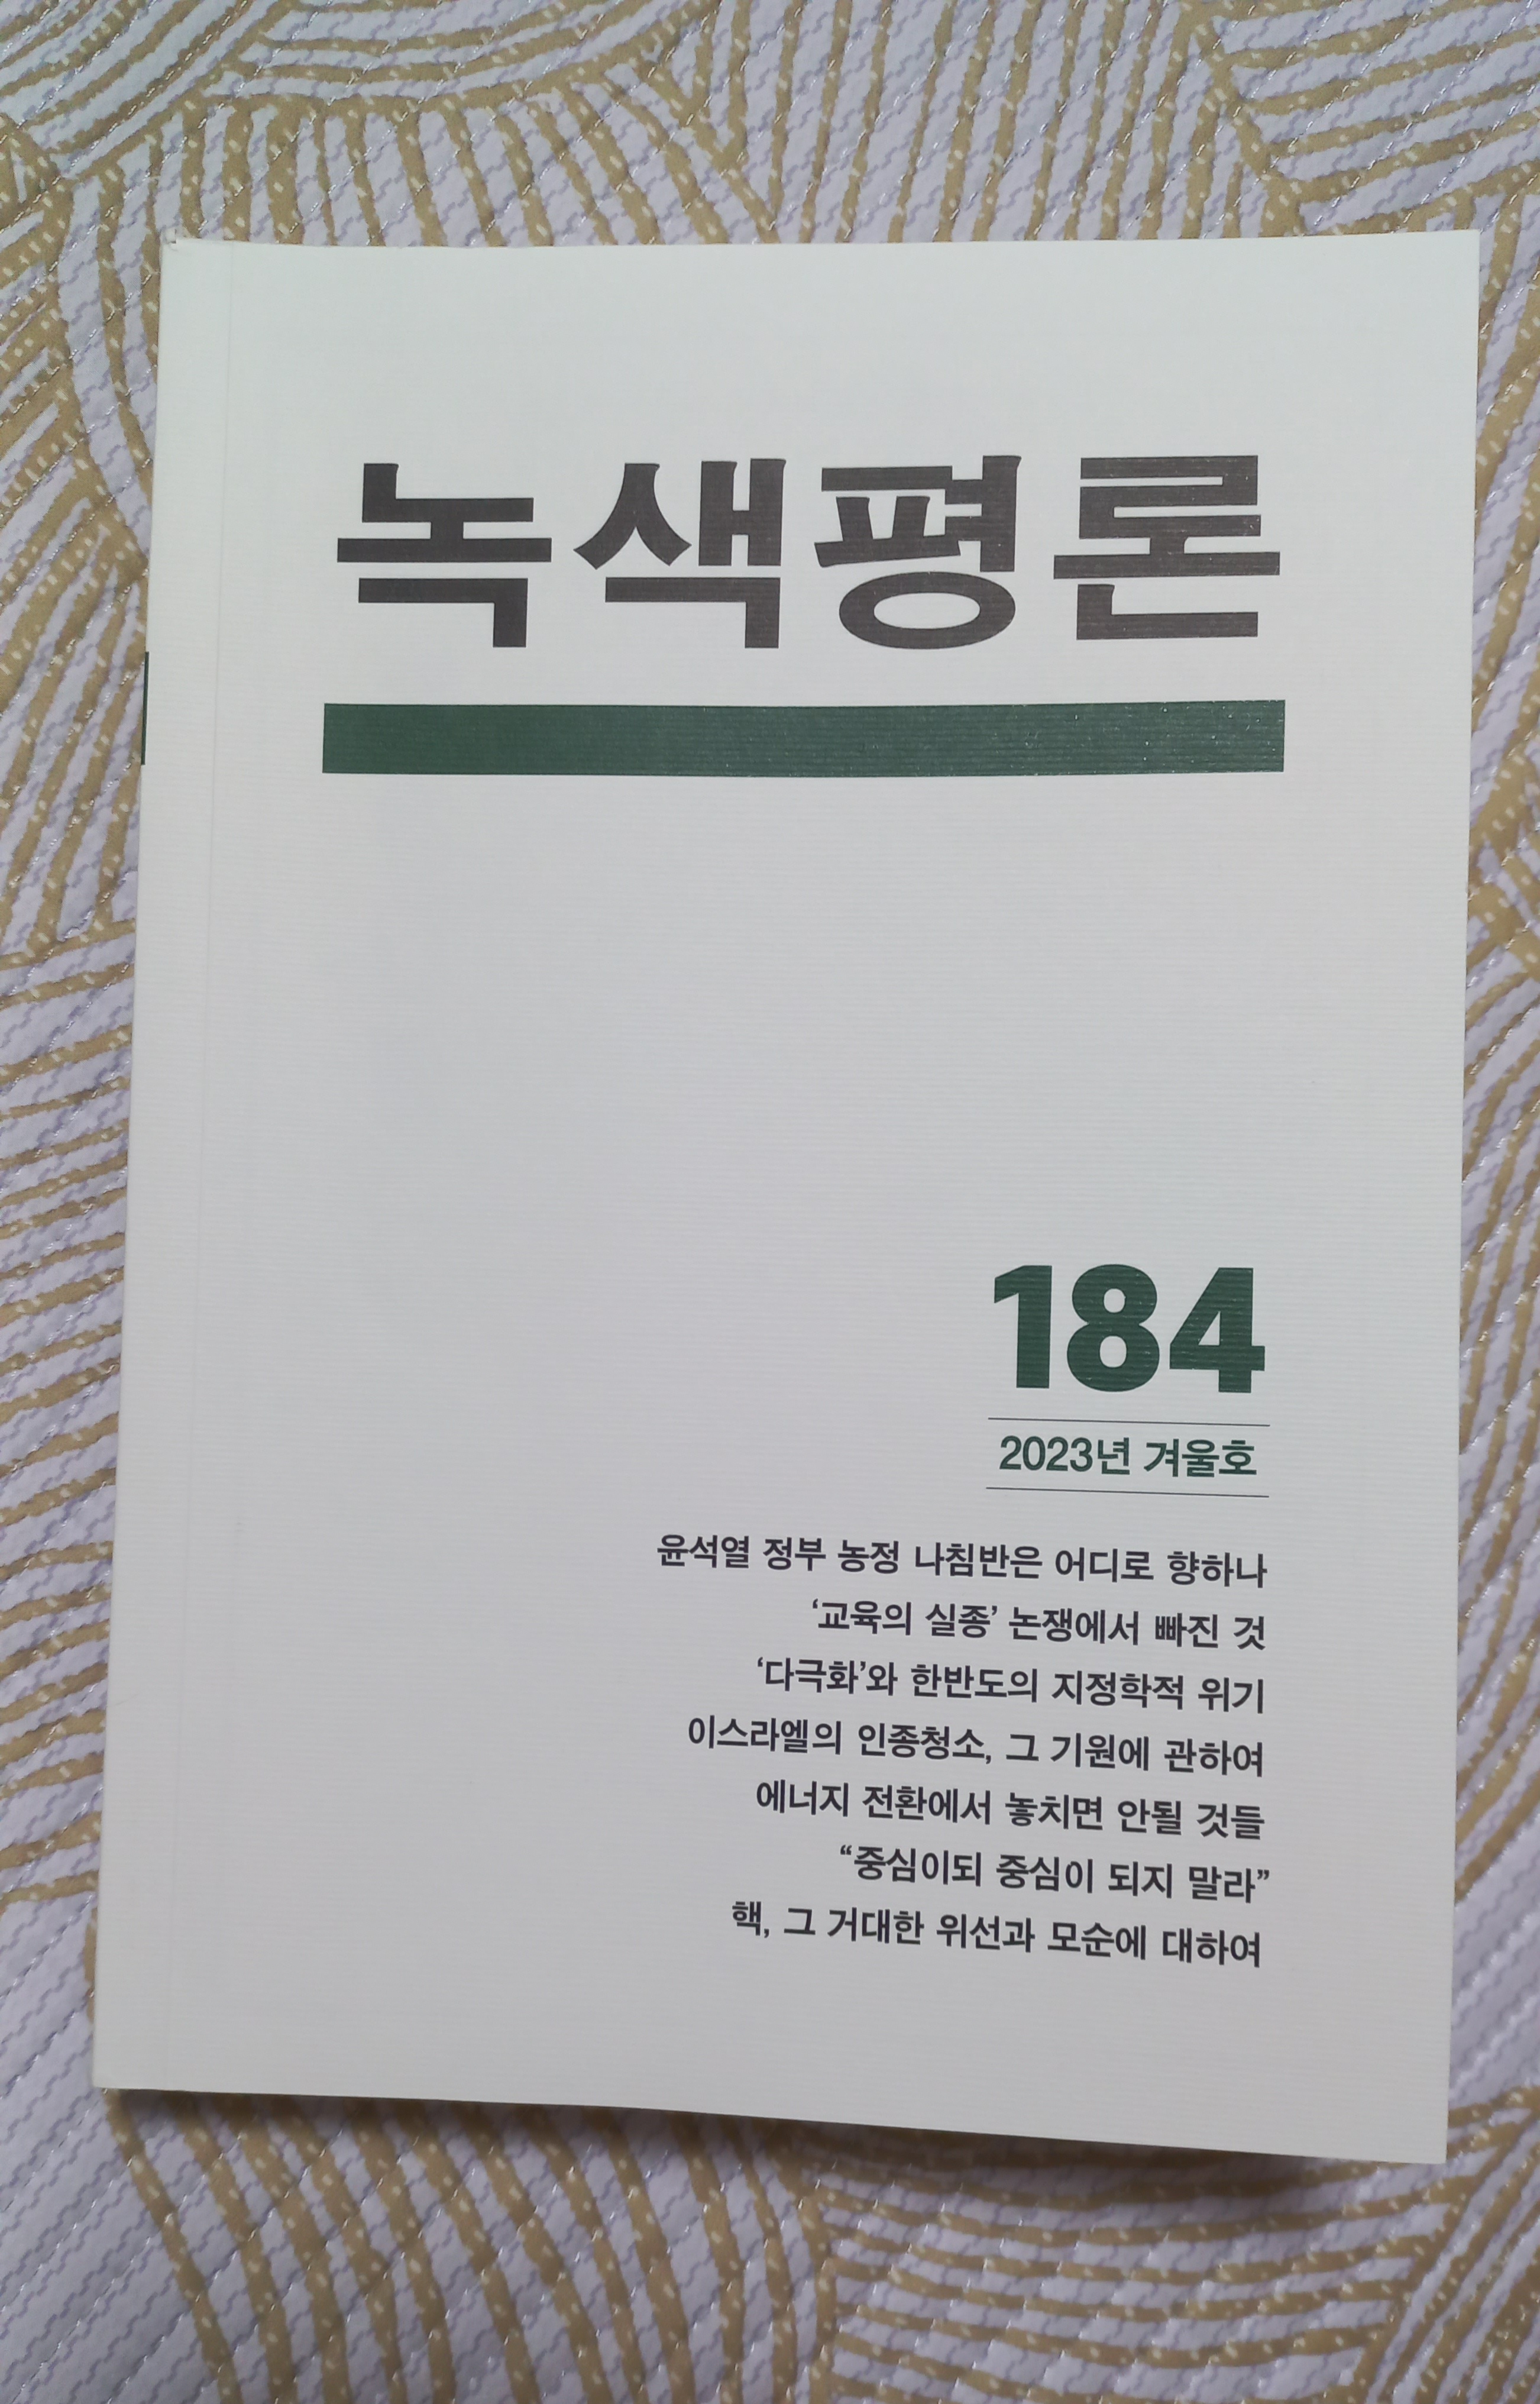 녹색평론
184
2023년 겨울호
윤석열 정부 농정 나침반은 어디로 향하나
‘교육의 실종’ 논쟁에서 빠진 것
‘다극화’와 한반도의 지정학적 위기
이스라엘의 인종청소, 그 기원에 관하여
에너지 전환에서 놓치면 안될 것들
“중심이되 중심이 되지 말라”
핵, 그 거대한 위선과 모순에 대하여